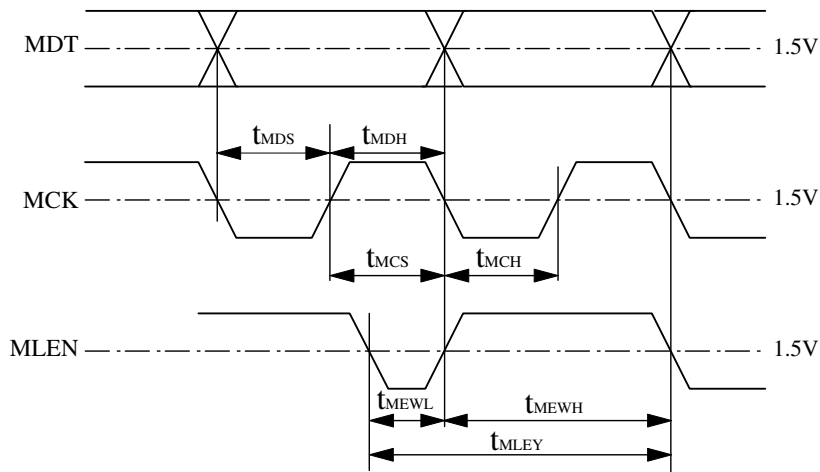 MDT 1.5V
tMDS tMDH
MCK 1.5V
tMCS tMCH
MLEN 1.5V
tMEWL tMEWH
tMLEY